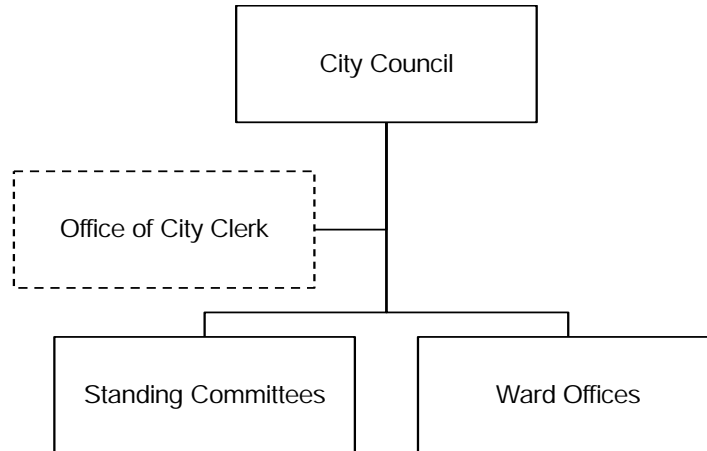 City Council
Office of City Clerk
Standing Committees
Ward Offices